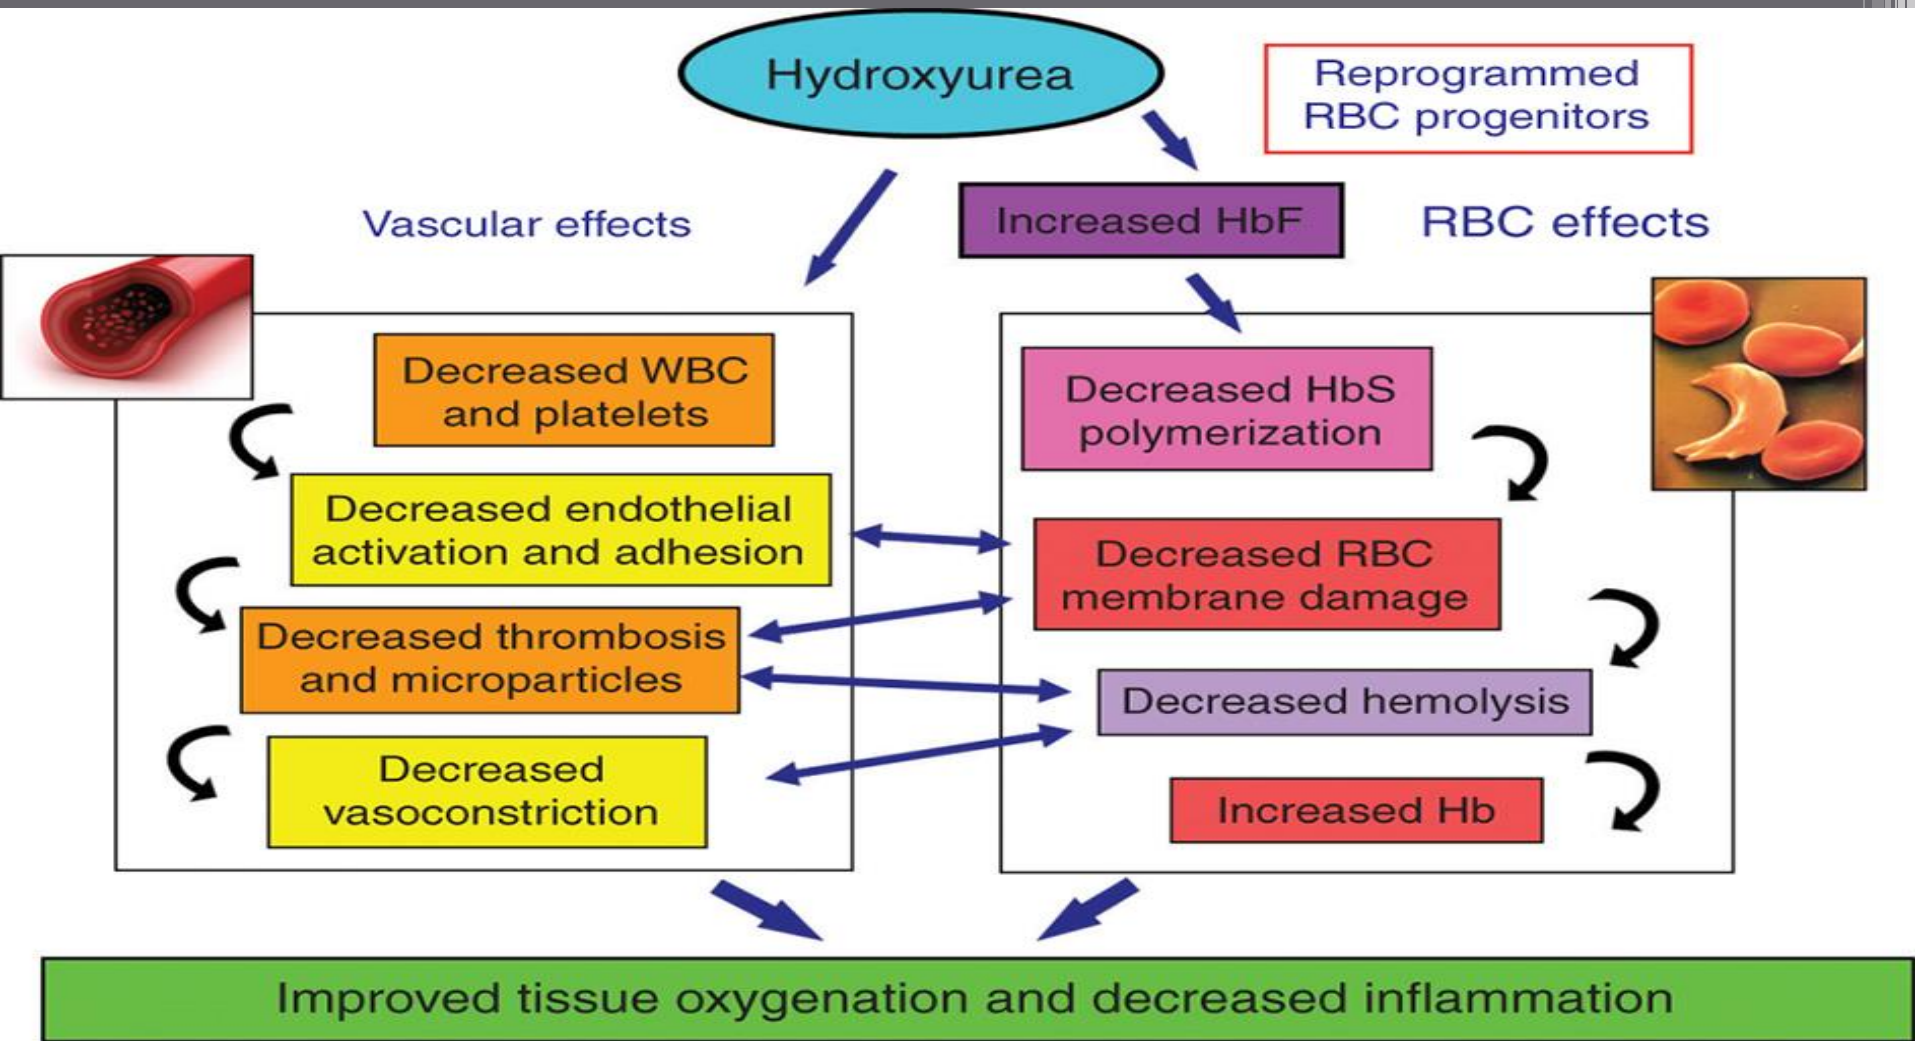 Hydroxyurea
Reprogrammed
RBC progenitors
Increased HbF
Vascular effects
RBC effects
Decreased WBC
and platelets
Decreased endothelial
activation and adhesion
Decreased thrombosis
and microparticles
Decreased
vasoconstriction
Decreased HbS
polymerization
Decreased RBC
membrane damage
Decreased hemolysis
Increased Hb
Improved tissue oxygenation and decreased inflammation